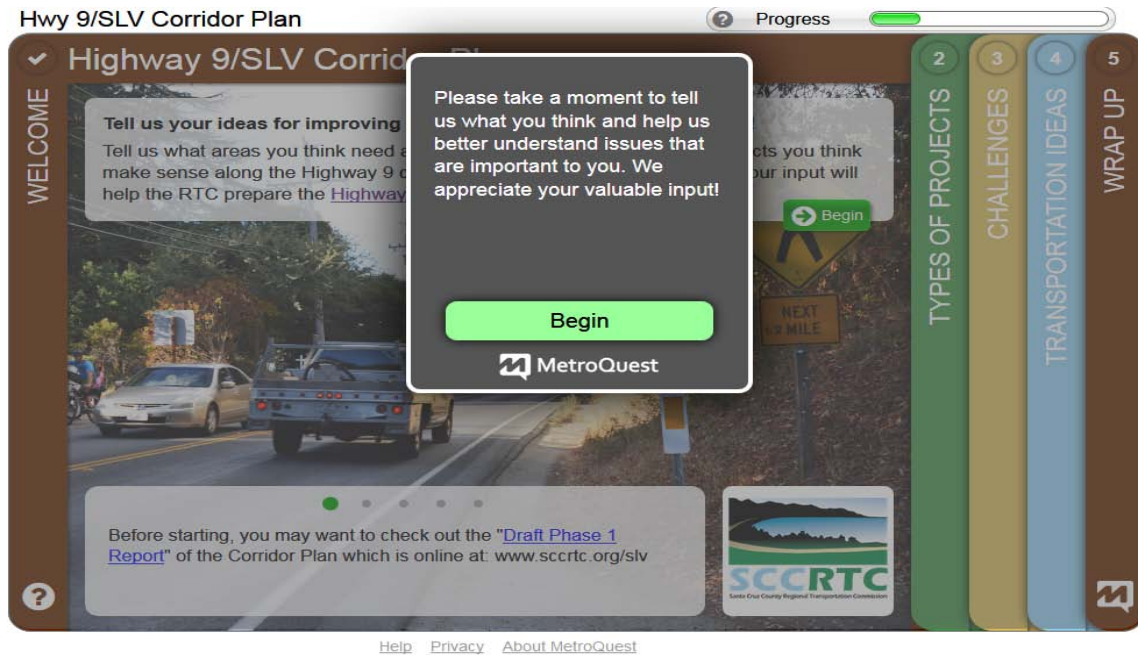 Hwy 9/SLV Corridor Plan
? Progress
Highway 9/SLV Corrid
WELCOME
Tell us your ideas for improving
Tell us what areas you think need
make sense along the Highway 9
help the RTC prepare the Highway
cts you think
our input will
Begin
Please take a moment to tell
us what you think and help us
better understand issues that
are important to you. We
appreciate your valuable input!
Begin
MetroQuest
NEXT
MILE
2
TYPES OF PROJECTS
3
CHALLENGES
4
TRANSPORTATION IDEAS
5
WRAP UP
Before starting, you may want to check out the "Draft Phase 1
Report" of the Corridor Plan which is online at: www.sccrtc.org/slv
SCCRTC
Santa Cruz County Regional Transportation Commission
?
Help Privacy About MetroQuest